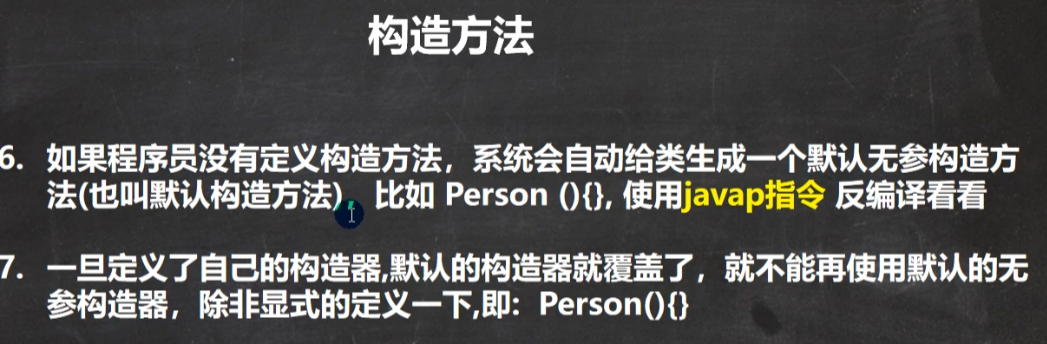 构造方法
6. 如果程序员没有定义构造方法，系统会自动给类生成一个默认无参构造方
法(也叫默认构造方法)，比如 Person (){}, 使用javap指令 反编译看看
7. 一旦定义了自己的构造器,默认的构造器就覆盖了，就不能再使用默认的无
参构造器，除非显式的定义一下,即: Person(){}